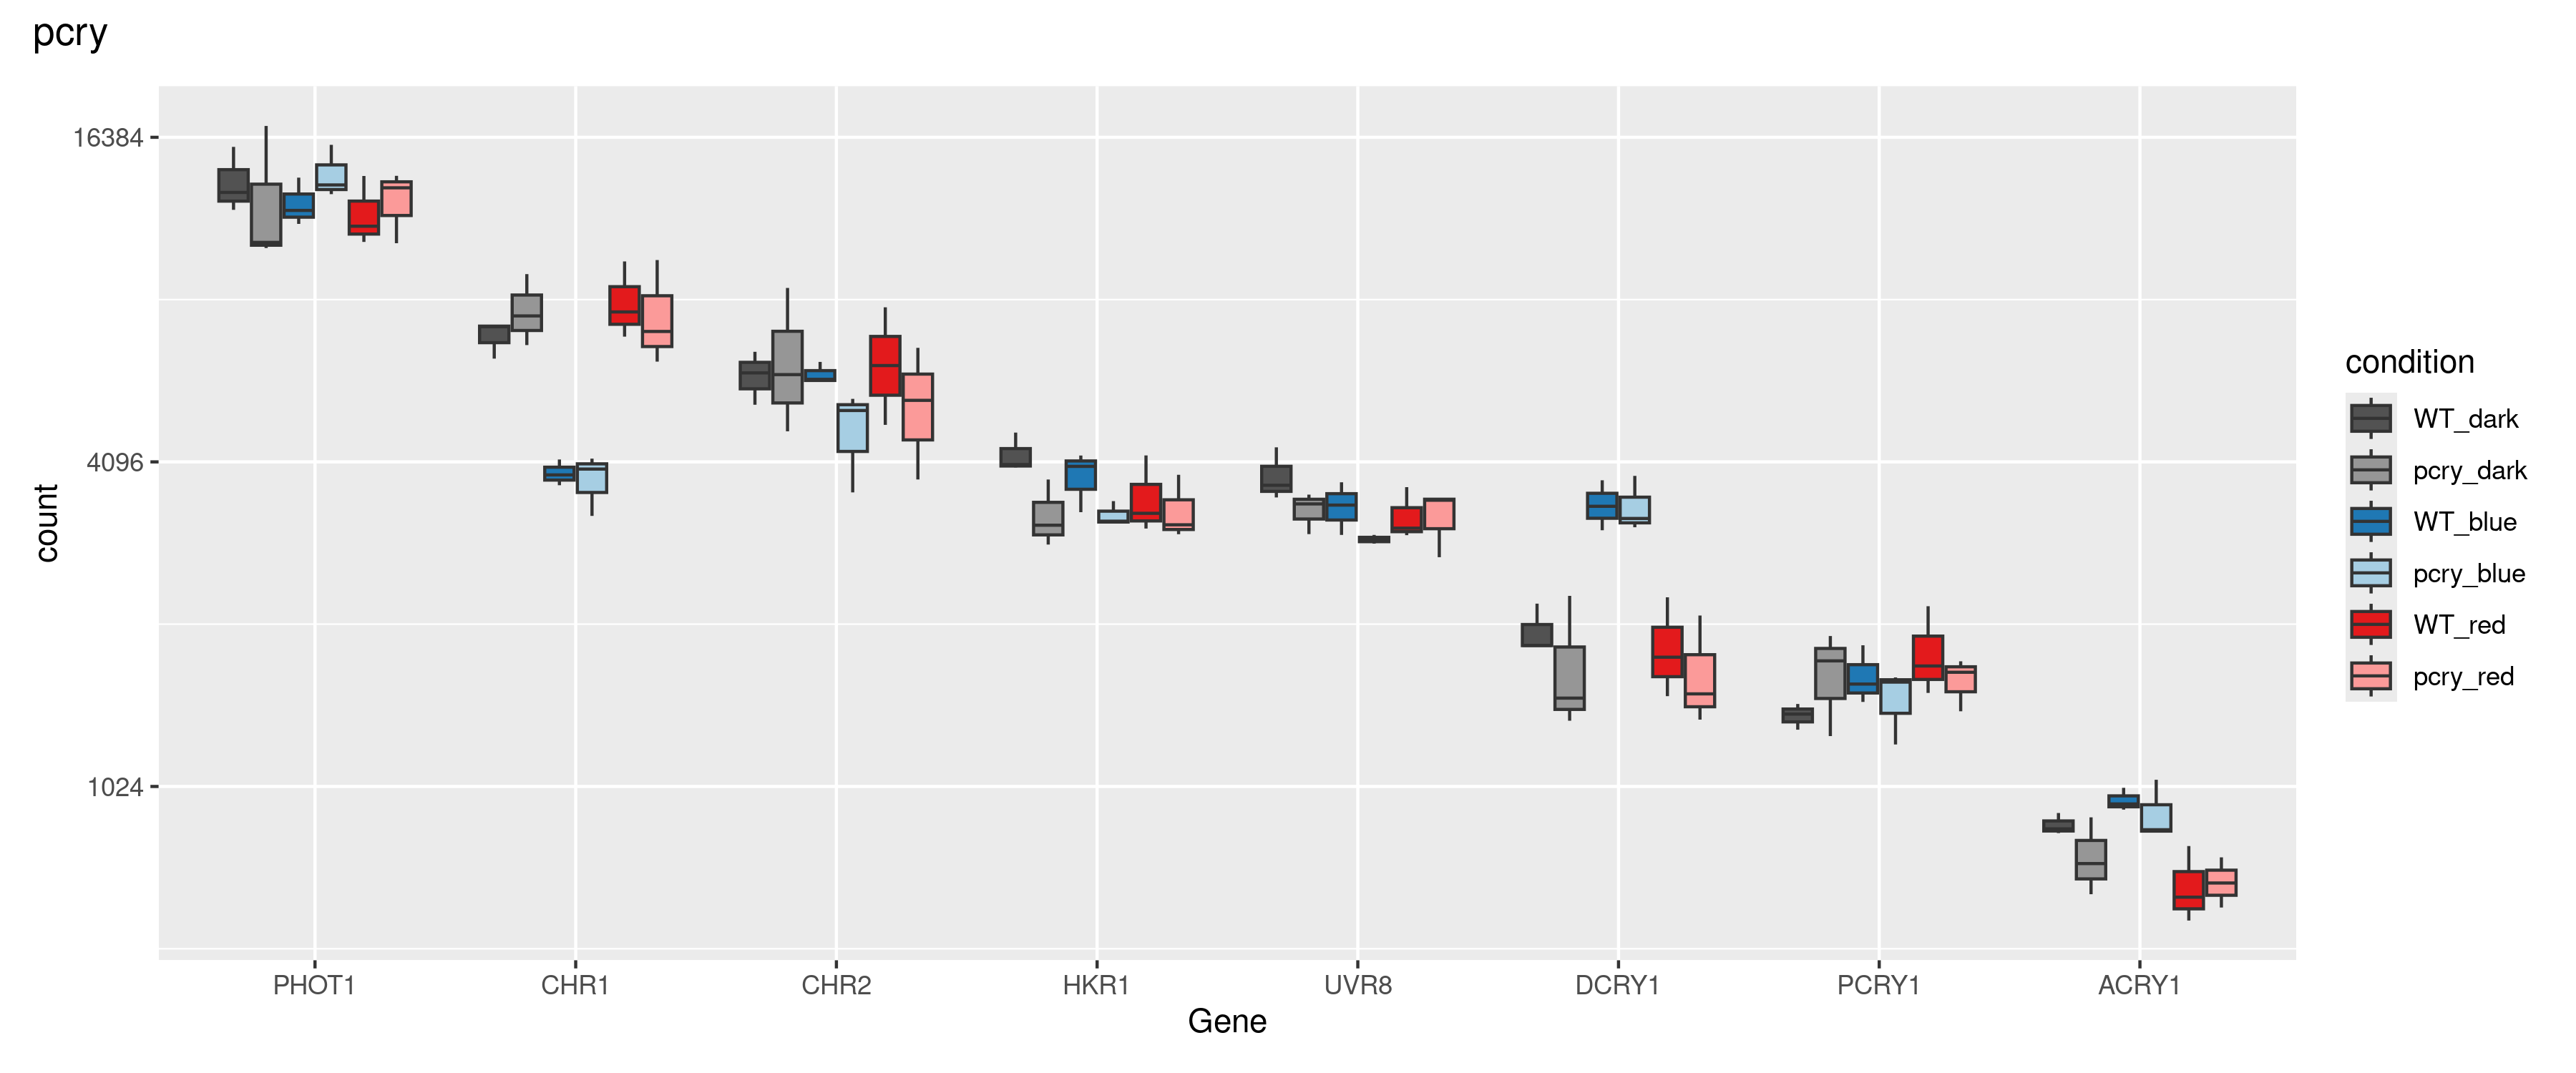 pcry
count
16384
4096
1024
PHOT1 CHR1 CHR2 HKR1 UVR8 DCRY1 PCRY1 ACRY1
Gene
condition
WT_dark
pcry_dark
WT_blue
pcry_blue
WT_red
pcry_red